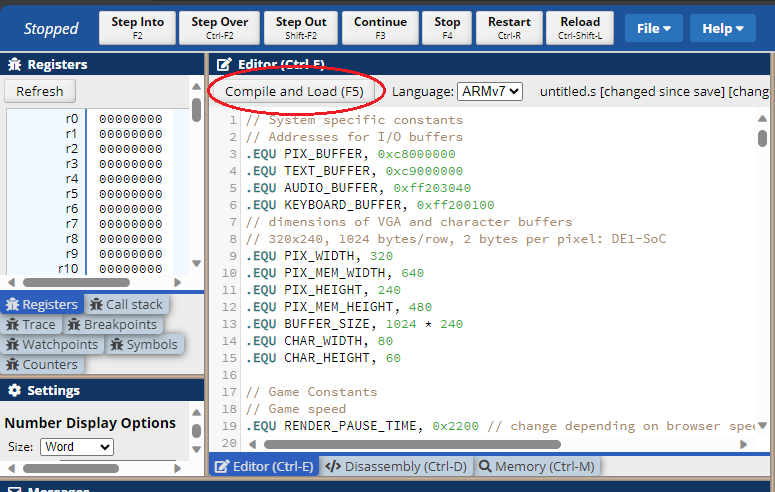 Stopped
Step Into
F2
Step Over
Ctrl-F2
Step Out
Shift-F2
Continue
F3
Stop
F4
Restart
Ctrl-R
Reload
Ctrl-Shift-L
File
Help
Registers
Refresh
r0 00000000
r1 00000000
r2 00000000
r3 00000000
r4 00000000
r5 00000000
r6 00000000
r7 00000000
r8 00000000
r9 00000000
r10 00000000
Registers Call stack
Trace Breakpoints
Watchpoints Symbols
Counters
Settings
Number Display Options
Size: Word
Messages
Editor (Ctrl-E)
Compile and Load (F5) Language: ARMv7 untitled.s [changed since save] [chang
1 // System specific constants
2 // Addresses for I/O buffers
3 .EQU PIX_BUFFER, 0xc8000000
4 .EQU TEXT_BUFFER, 0xc9000000
5 .EQU AUDIO_BUFFER, 0xff203040
6 .EQU KEYBOARD_BUFFER, 0xff200100
7 // dimensions of VGA and character buffers
8 // 320x240, 1024 bytes/row, 2 bytes per pixel: DE1-SoC
9 .EQU PIX_WIDTH, 320
10 .EQU PIX_MEM_WIDTH, 640
11 .EQU PIX_HEIGHT, 240
12 .EQU PIX_MEM_HEIGHT, 480
13 .EQU BUFFER_SIZE, 1024 * 240
14 .EQU CHAR_WIDTH, 80
15 .EQU CHAR_HEIGHT, 60
16
17 // Game Constants
18 // Game speed
19 .EQU RENDER_PAUSE_TIME, 0x2200 // change depending on browser spee
20
Editor (Ctrl-E) Disassembly (Ctrl-D) Memory (Ctrl-M)